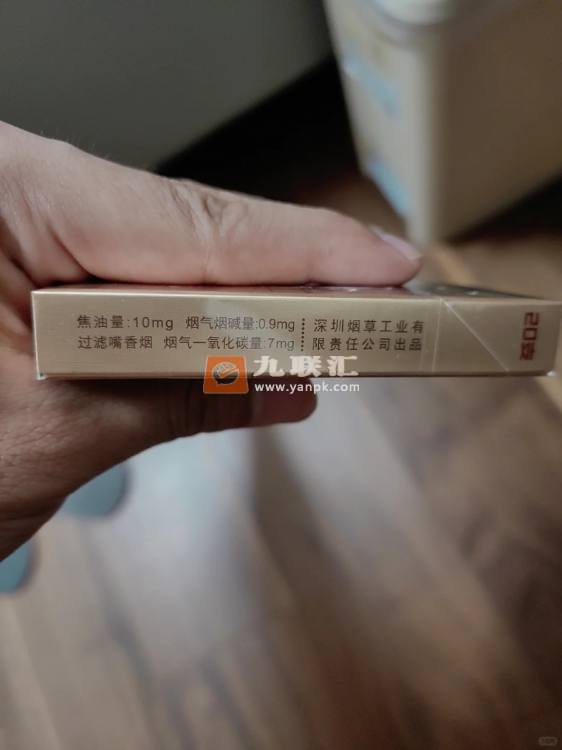 焦油量:10mg 烟气烟碱量:0.9mg
过滤嘴香烟 烟气一氧化碳量:7mg
深圳烟草工业有
限责任公司出品
20支
九联汇
www.yanpk.com